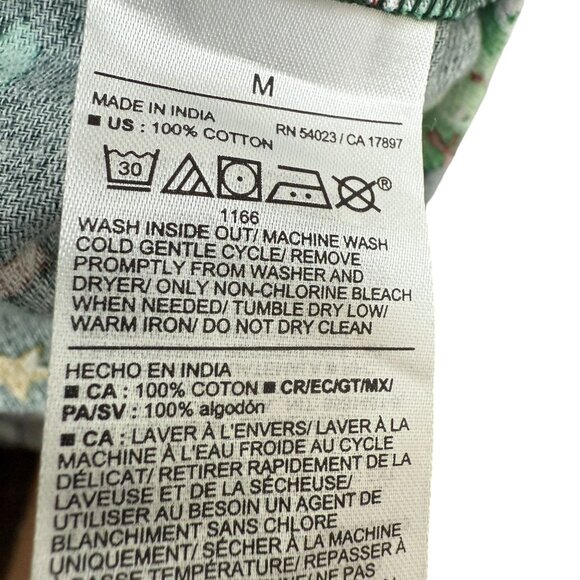 M
MADE IN INDIA
RN 54023 / CA 17897
■ US : 100% COTTON
30
®
1166
WASH INSIDE OUT/ MACHINE WASH
COLD GENTLE CYCLE/ REMOVE
PROMPTLY FROM WASHER AND
DRYER/ ONLY NON-CHLORINE BLEACH
WHEN NEEDED/ TUMBLE DRY LOW/
WARM IRON/ DO NOT DRY CLEAN
HECHO EN INDIA
■ CA : 100% COTON ■ CR/EC/GT/MX/
PA/SV : 100% algodón
■ CA : LAVER À L'ENVERS/ LAVER À LA
MACHINE À L'EAU FROIDE AU CYCLE
DÉLICAT/ RETIRER RAPIDEMENT DE LA
LAVEUSE ET DE LA SÉCHEUSE/
UTILISER AU BESOIN UN AGENT DE
BLANCHIMENT SANS CHLORE
UNIQUEMENT/ SÉCHER À LA MACHINE
À BASSE TEMPÉRATURE/ REPASSER À